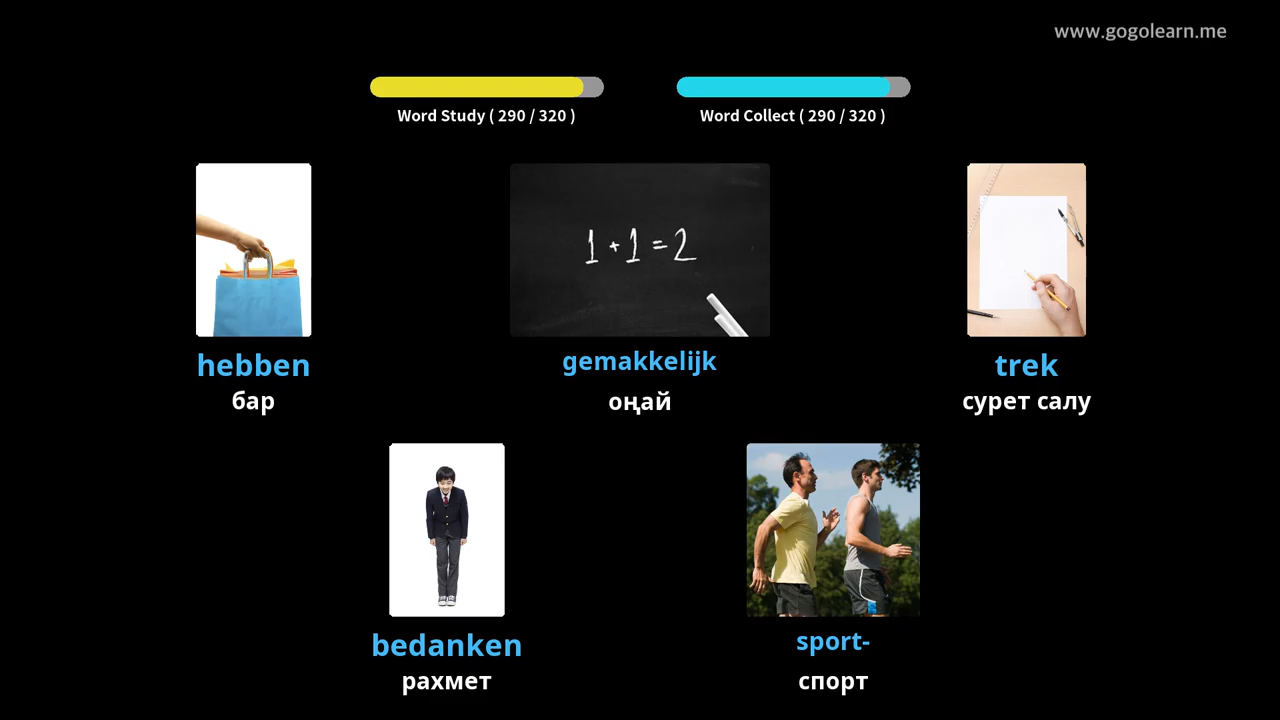 www.gogolearn.me
Word Study ( 290 / 320 )
Word Collect ( 290 / 320 )
1 + 1 = 2
hebben
бар
gemakkelijk
оңай
trek
сурет салу
bedanken
рахмет
sport-
спорт